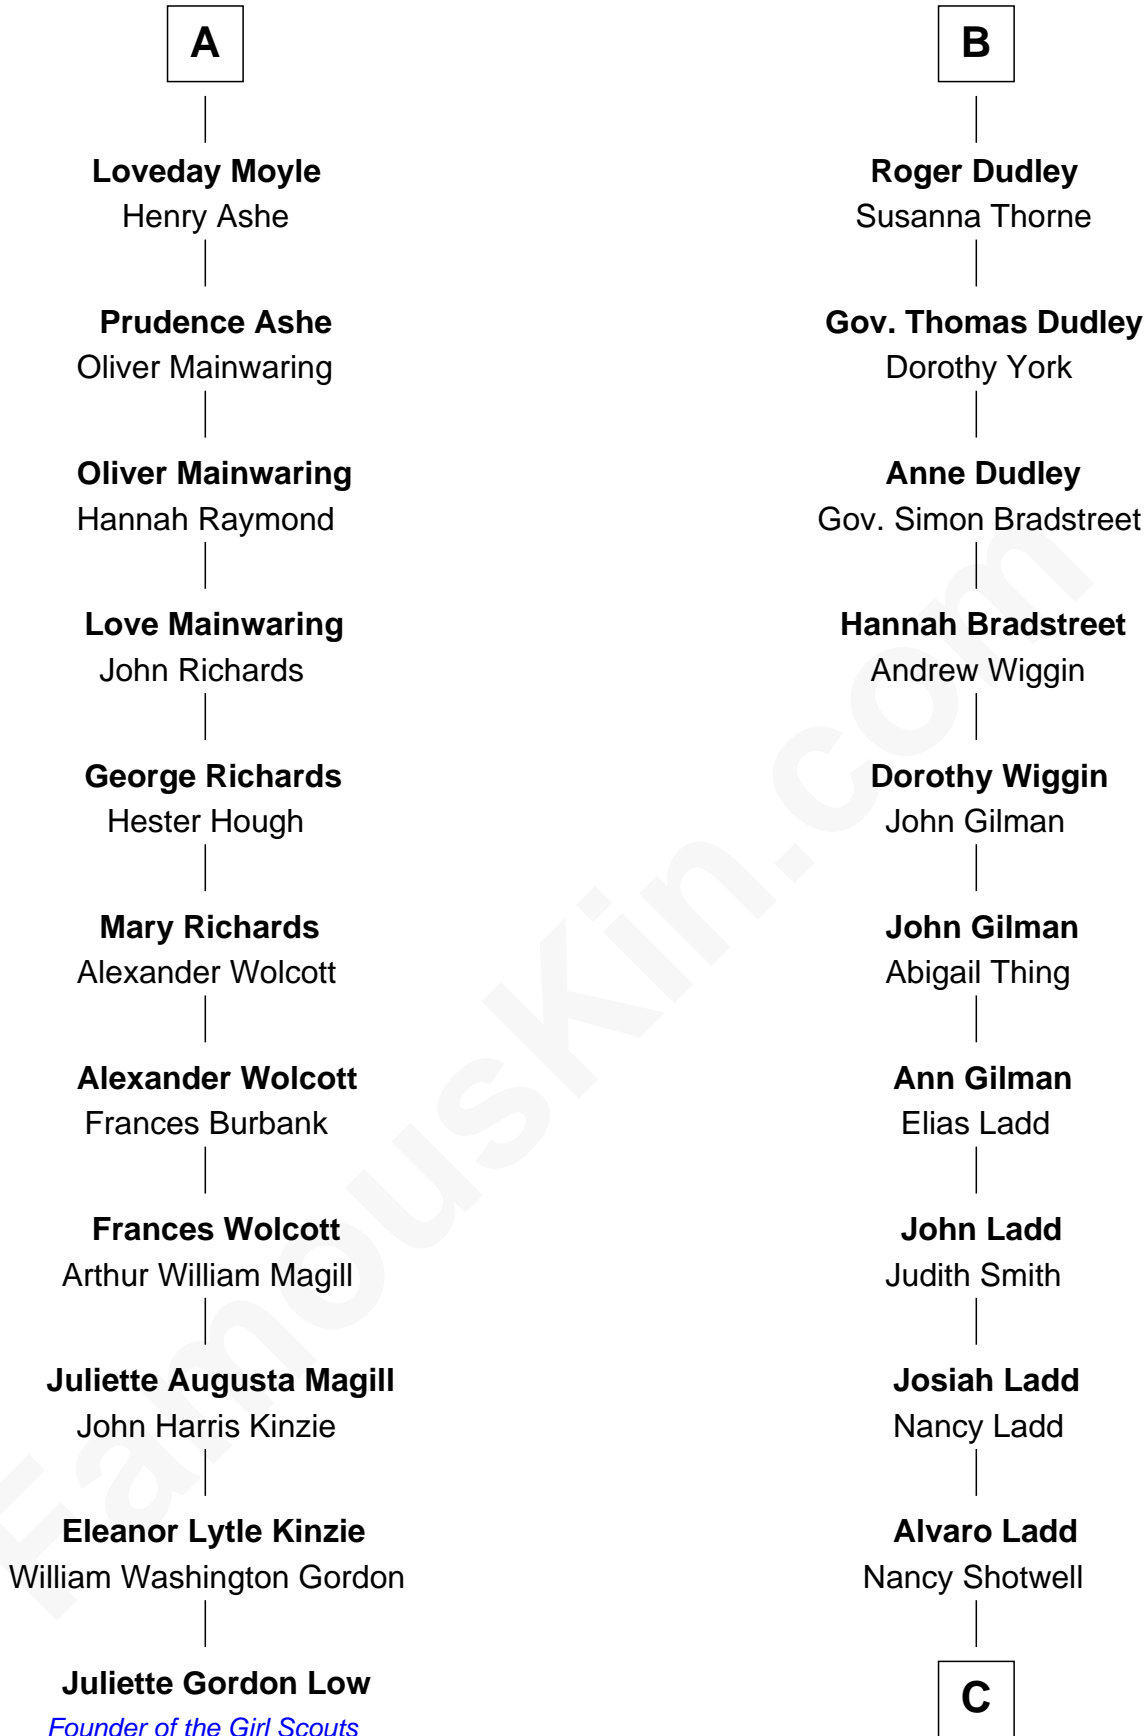 A
Loveday Moyle
Henry Ashe
Prudence Ashe
Oliver Mainwaring
Oliver Mainwaring
Hannah Raymond
Love Mainwaring
John Richards
George Richards
Hester Hough
Mary Richards
Alexander Wolcott
Alexander Wolcott
Frances Burbank
Frances Wolcott
Arthur William Magill
Juliette Augusta Magill
John Harris Kinzie
Eleanor Lytle Kinzie
William Washington Gordon
Juliette Gordon Low
Founder of the Girl Scouts
B
Roger Dudley
Susanna Thorne
Gov. Thomas Dudley
Dorothy York
Anne Dudley
Gov. Simon Bradstreet
Hannah Bradstreet
Andrew Wiggin
Dorothy Wiggin
John Gilman
John Gilman
Abigail Thing
Ann Gilman
Elias Ladd
John Ladd
Judith Smith
Josiah Ladd
Nancy Ladd
Alvaro Ladd
Nancy Shotwell
C
FamousKin.com